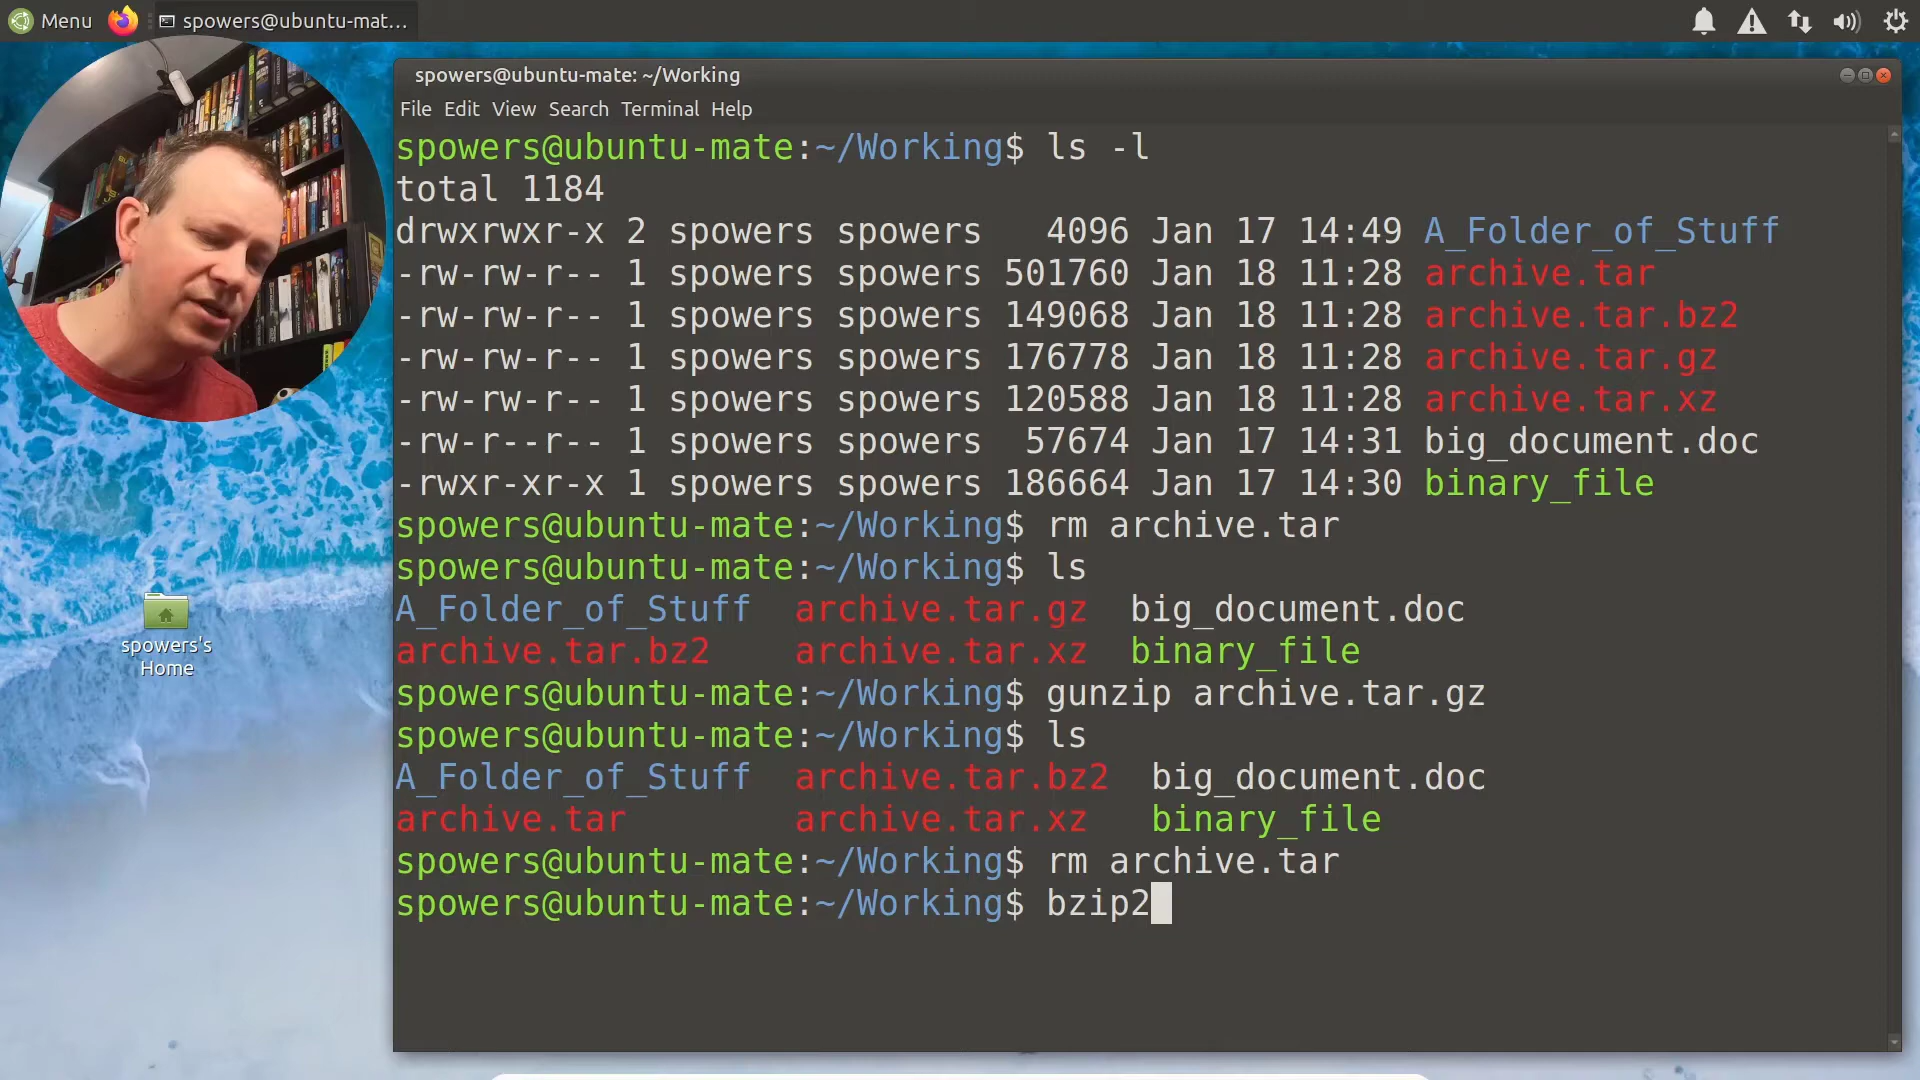 Menu spowers@ubuntu-mat...
spowers@ubuntu-mate: ~/Working
File Edit View Search Terminal Help
spowers@ubuntu-mate:~/Working$ ls -l
total 1184
drwxrwxr-x 2 spowers spowers 4096 Jan 17 14:49 A_Folder_of_Stuff
-rw-rw-r-- 1 spowers spowers 501760 Jan 18 11:28 archive.tar
-rw-rw-r-- 1 spowers spowers 149068 Jan 18 11:28 archive.tar.bz2
-rw-rw-r-- 1 spowers spowers 176778 Jan 18 11:28 archive.tar.gz
-rw-rw-r-- 1 spowers spowers 120588 Jan 18 11:28 archive.tar.xz
-rw-r--r-- 1 spowers spowers 57674 Jan 17 14:31 big_document.doc
-rwxr-xr-x 1 spowers spowers 186664 Jan 17 14:30 binary_file
spowers@ubuntu-mate:~/Working$ rm archive.tar
spowers@ubuntu-mate:~/Working$ ls
A_Folder_of_Stuff archive.tar.gz big_document.doc
archive.tar.bz2 archive.tar.xz binary_file
spowers@ubuntu-mate:~/Working$ gunzip archive.tar.gz
spowers@ubuntu-mate:~/Working$ ls
A_Folder_of_Stuff archive.tar.bz2 big_document.doc
archive.tar archive.tar.xz binary_file
spowers@ubuntu-mate:~/Working$ rm archive.tar
spowers@ubuntu-mate:~/Working$ bzip2
spowers's
Home